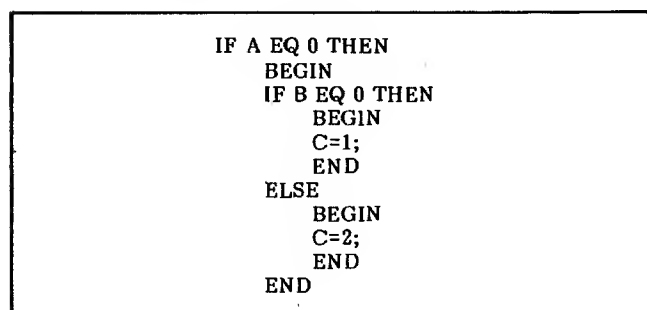 IF A EQ 0 THEN
BEGIN
IF B EQ 0 THEN
BEGIN
C=1;
END
ELSE
BEGIN
C=2;
END
END